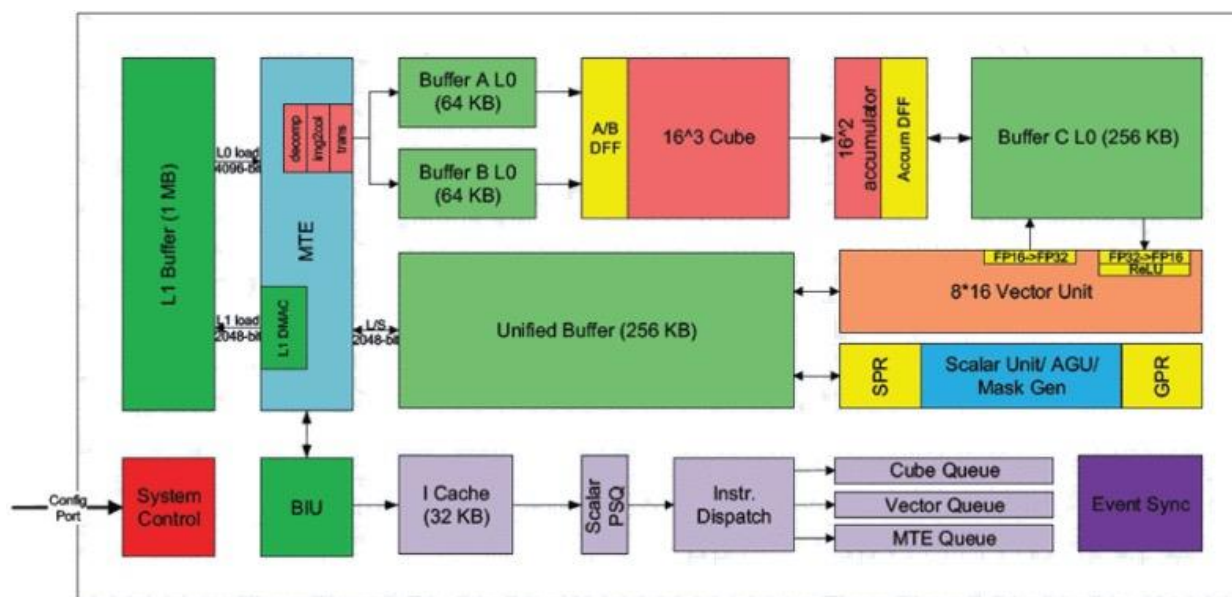 L1 Buffer (1 MB)
L0 load
4096-bit
L1 load
2048-bit
MTE
decomp
img2col
trans
L1 DMAC
L/S
2048-bit
Buffer A L0
(64 KB)
Buffer B L0
(64 KB)
A/B
DFF
16^3 Cube
16^2
accumulator
Accum DFF
Buffer C L0 (256 KB)
FP16->FP32
FP32->FP16
ReLU
8*16 Vector Unit
Unified Buffer (256 KB)
SPR
Scalar Unit/ AGU/
Mask Gen
GPR
Config
Port
System
Control
BIU
I Cache
(32 KB)
Scalar
PSQ
Instr.
Dispatch
Cube Queue
Vector Queue
MTE Queue
Event Sync